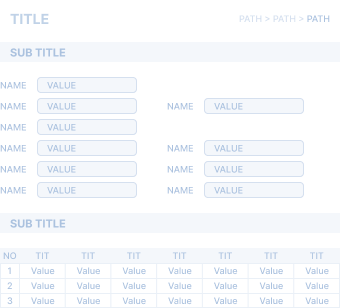 TITLE PATH > PATH > PATH
SUB TITLE
NAME VALUE
NAME VALUE NAME VALUE
NAME VALUE
NAME VALUE NAME VALUE
NAME VALUE NAME VALUE
NAME VALUE NAME VALUE
SUB TITLE
NO TIT TIT TIT TIT TIT TIT TIT
1 Value Value Value Value Value Value Value
2 Value Value Value Value Value Value Value
3 Value Value Value Value Value Value Value